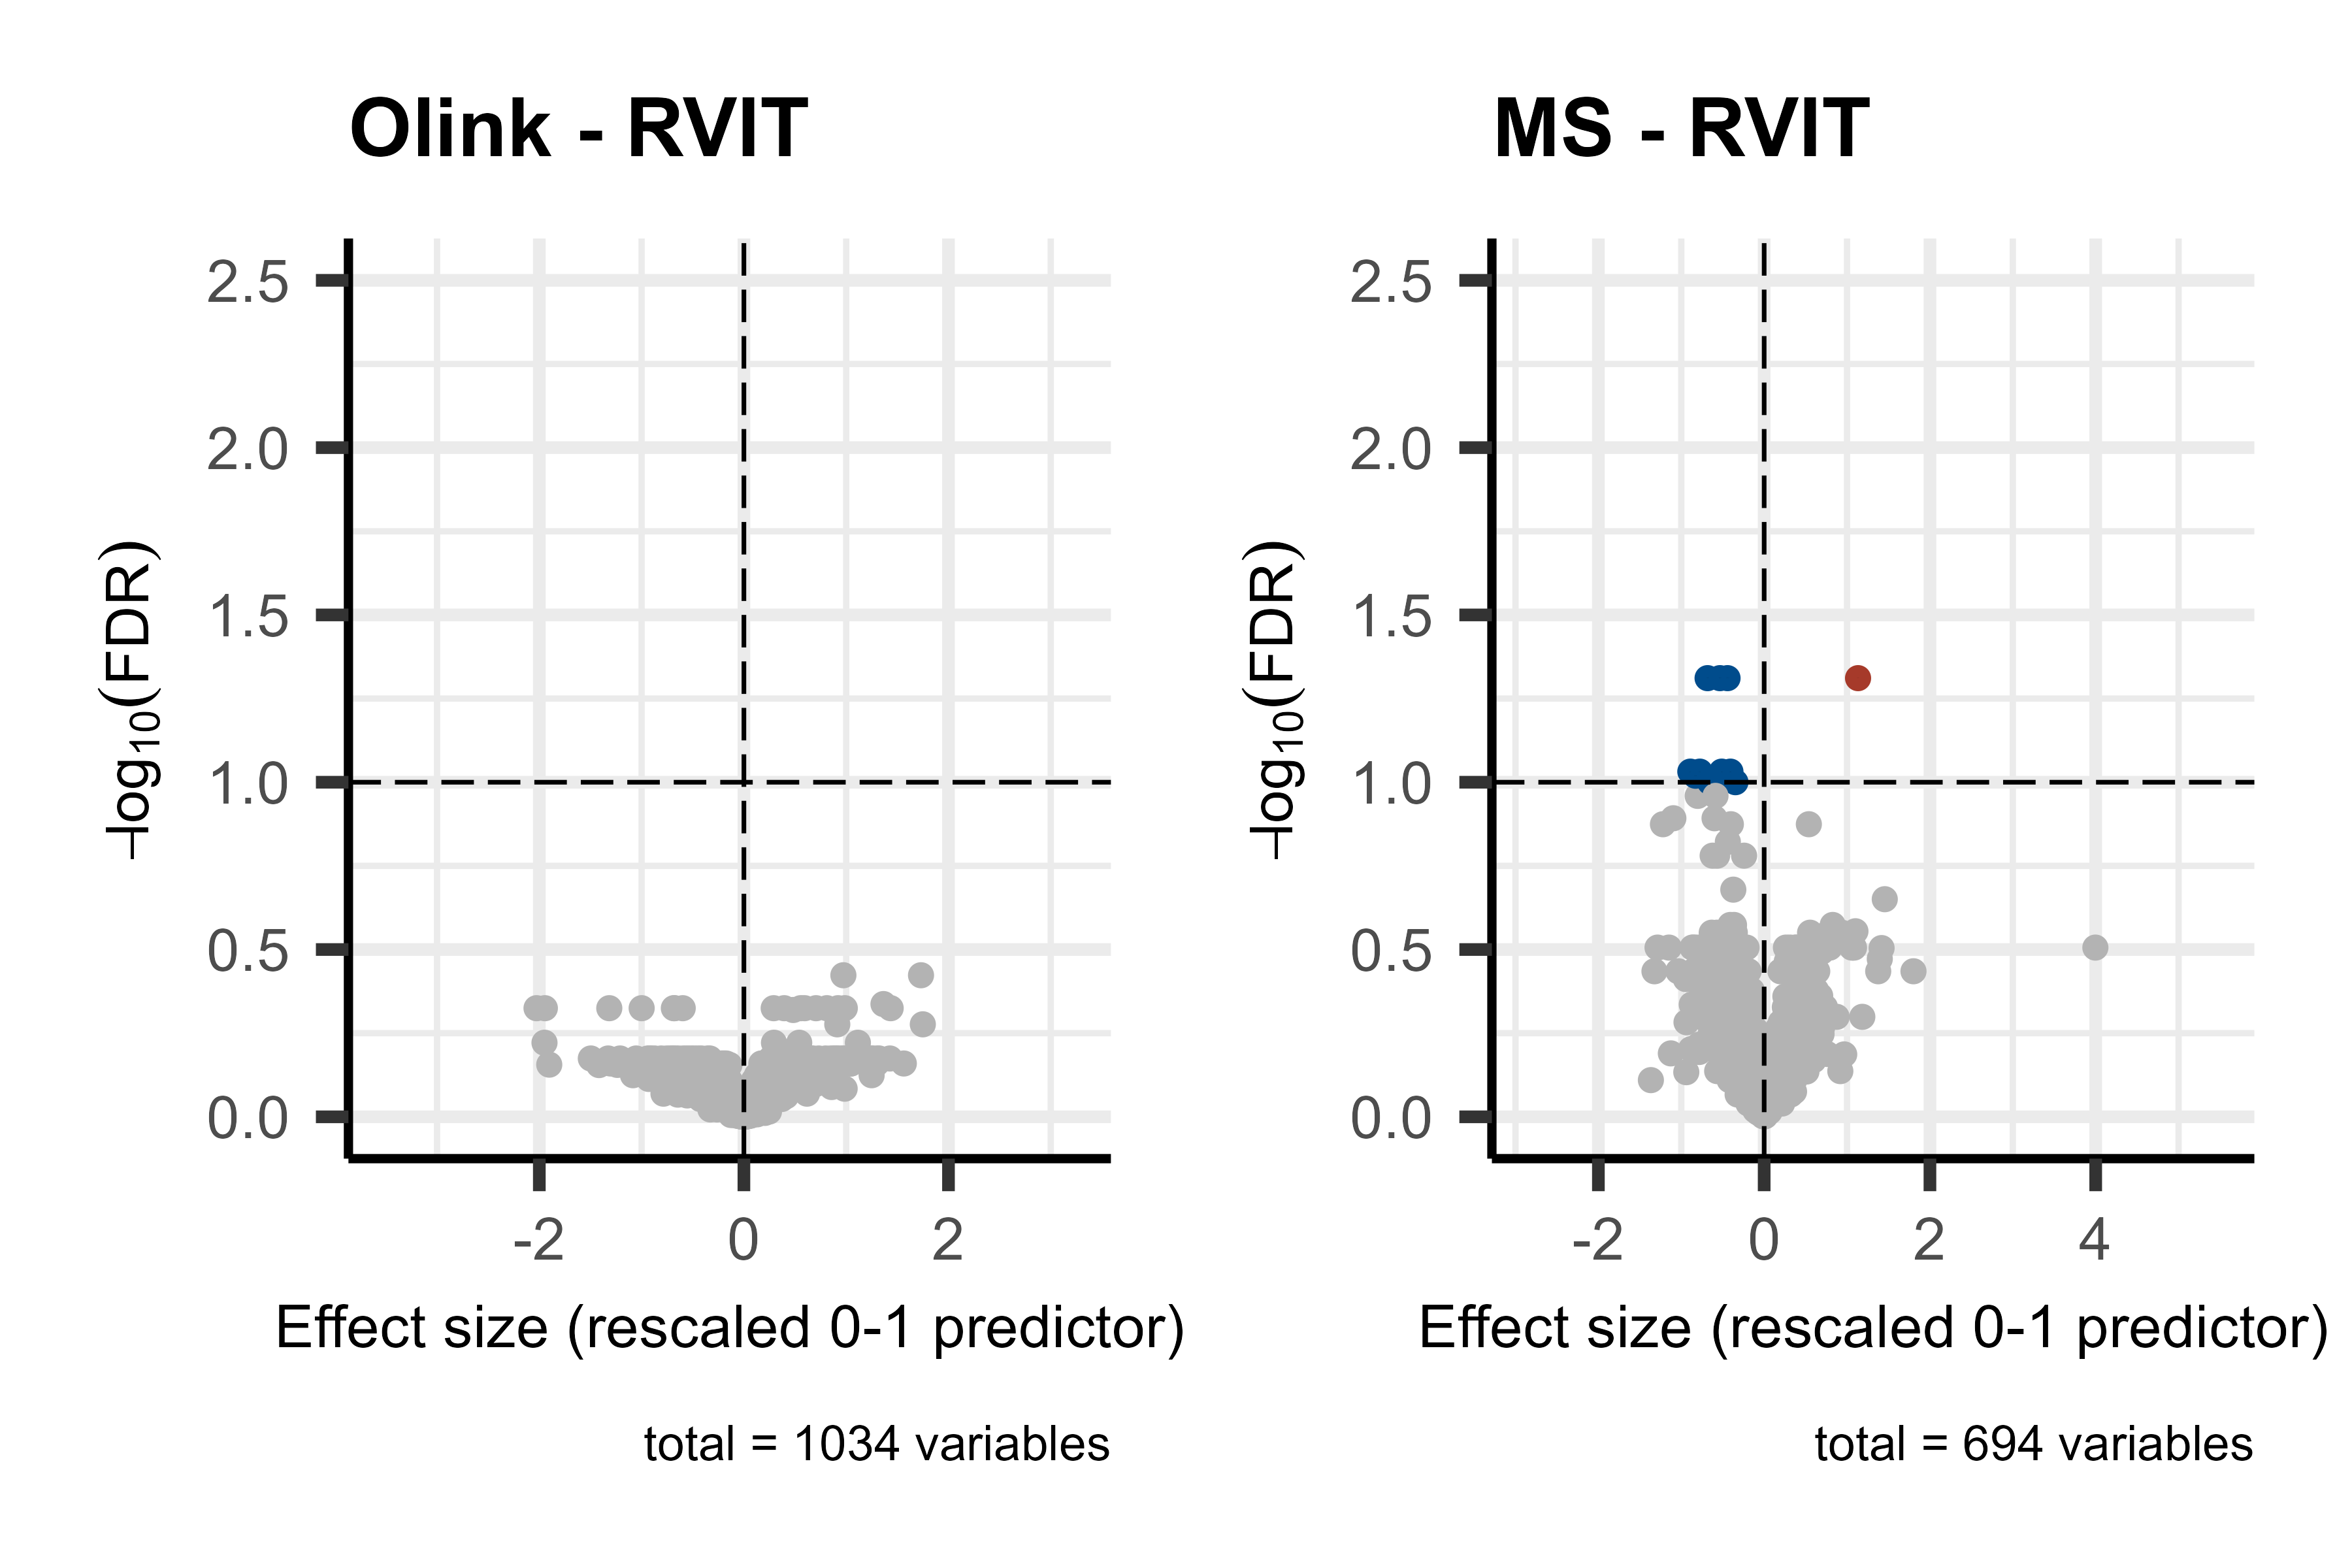 Olink - RVIT
2.5
2.0
1.5
1.0
0.5
0.0
–log10(FDR)
-2 0 2
Effect size (rescaled 0-1 predictor)
total = 1034 variables
MS - RVIT
2.5
2.0
1.5
1.0
0.5
0.0
–log10(FDR)
-2 0 2 4
Effect size (rescaled 0-1 predictor)
total = 694 variables